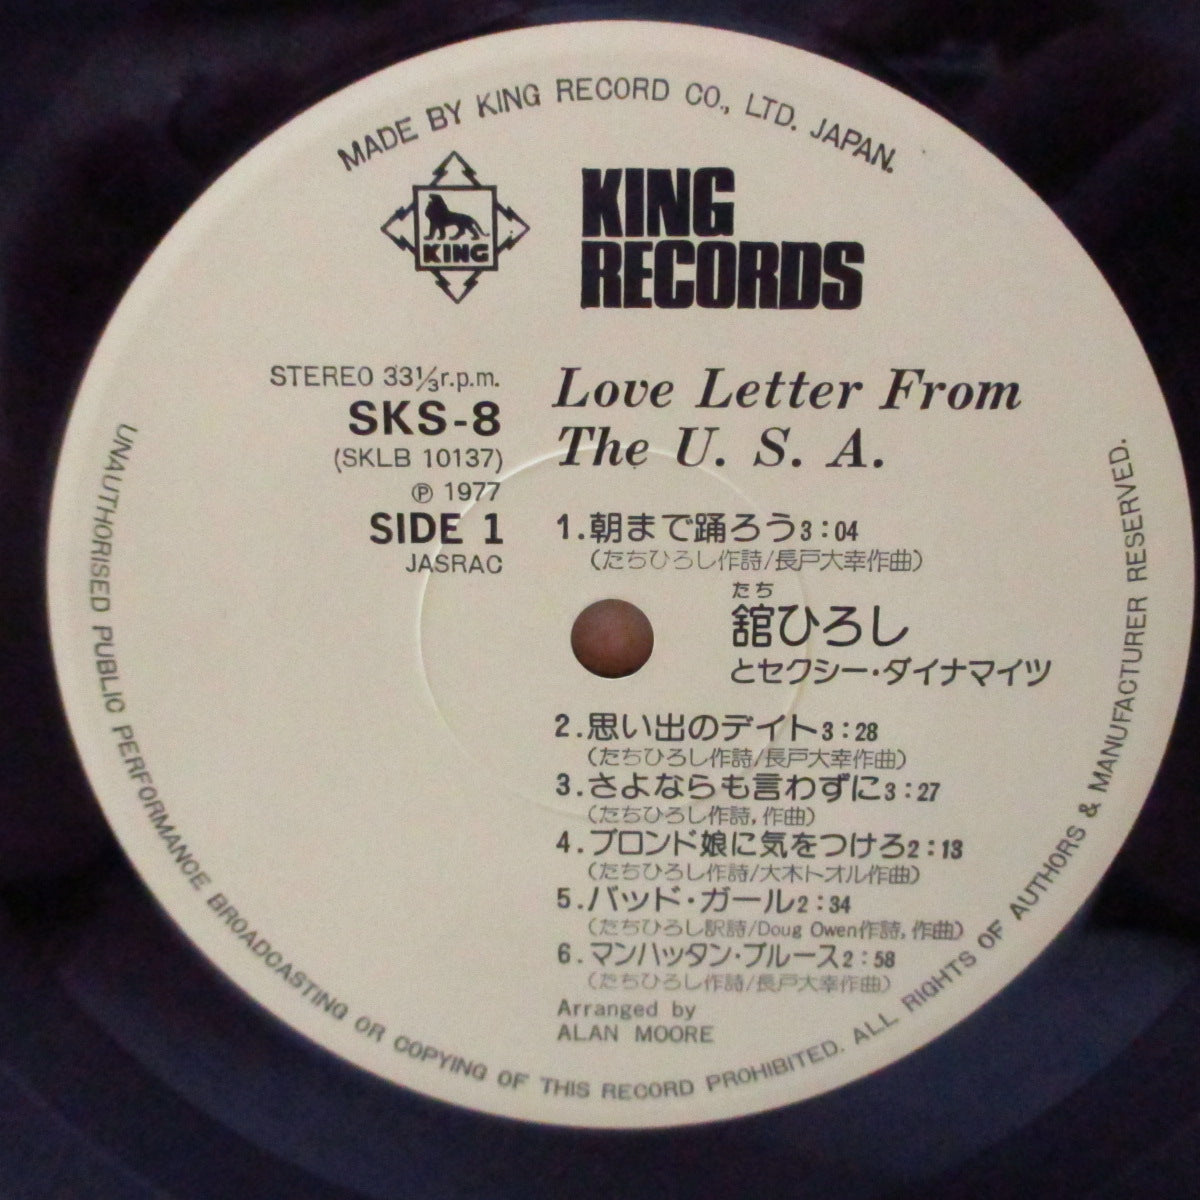 MADE BY KING RECORD CO., LTD. JAPAN.
KING
KING
RECORDS
STEREO 33⅓r.p.m.
SKS-8
(SKLB 10137)
Ⓟ 1977
SIDE 1
JASRAC
Love Letter From
The U. S. A.
1.朝まで踊ろう3:04
(たちひろし作詩/長戸大幸作曲)
たち
舘ひろし
とセクシー・ダイナマイツ
2.思い出のデイト3:28
(たちひろし作詩/長戸大幸作曲)
3.さよならも言わずに3:27
(たちひろし作詩,作曲)
4.ブロンド娘に気をつけろ2:13
(たちひろし作詩/大木トオル作曲)
5.バッド・ガール2:34
(たちひろし訳詩/Doug Owen作詩,作曲)
6.マンハッタン・ブルース2:58
(たちひろし作詩/長戸大幸作曲)
Arranged by
ALAN MOORE
UNAUTHORISED PUBLIC PERFORMANCE BROADCASTING OR COPYING OF THIS RECORD PROHIBITED. ALL RIGHTS OF AUTHORS & MANUFACTURER RESERVED.